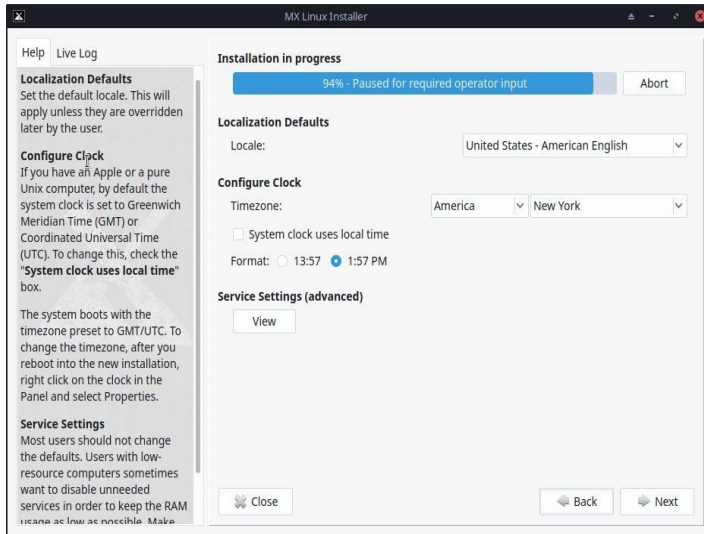 MX Linux Installer
Help
Live Log
Localization Defaults
Set the default locale. This will
apply unless they are overridden
later by the user.
Configure Clock
If you have an Apple or a pure
Unix computer, by default the
system clock is set to Greenwich
Meridian Time (GMT) or
Coordinated Universal Time
(UTC). To change this, check the
"System clock uses local time"
box.
The system boots with the
timezone preset to GMT/UTC. To
change the timezone, after you
reboot into the new installation,
right click on the clock in the
Panel and select Properties.
Service Settings
Most users should not change
the defaults. Users with low-
resource computers sometimes
want to disable unneeded
services in order to keep the RAM
usage as low as possible. Make
Installation in progress
94% - Paused for required operator input
Abort
Localization Defaults
Locale: United States - American English
Configure Clock
Timezone: America New York
System clock uses local time
Format: 13:57 1:57 PM
Service Settings (advanced)
View
Close
Back
Next